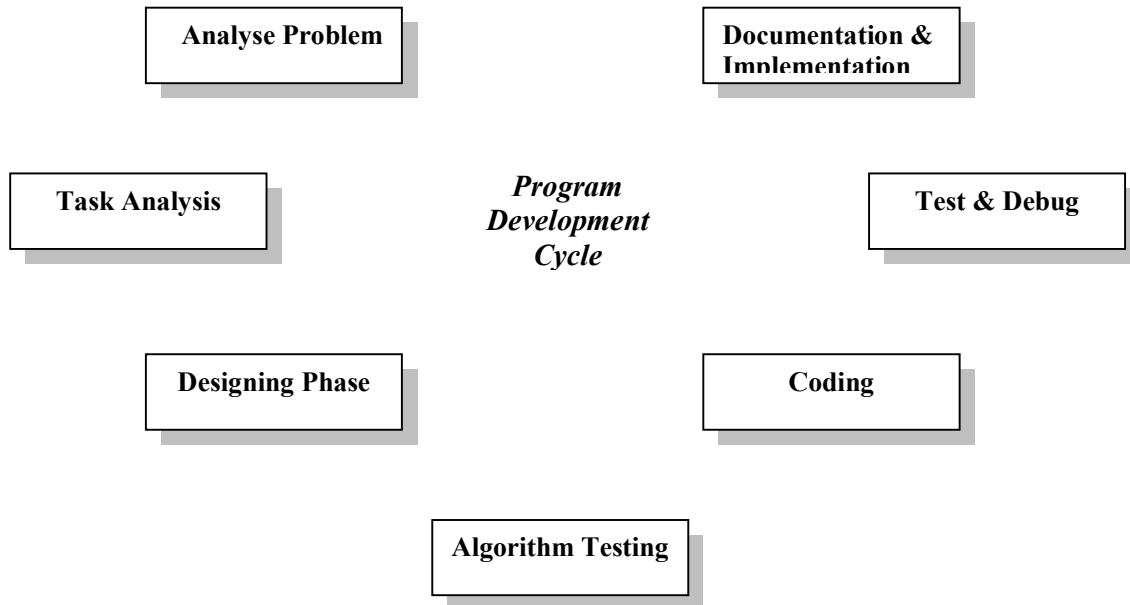 Analyse Problem
Documentation &
Implementation
Task Analysis
Program
Development
Cycle
Test & Debug
Designing Phase
Coding
Algorithm Testing